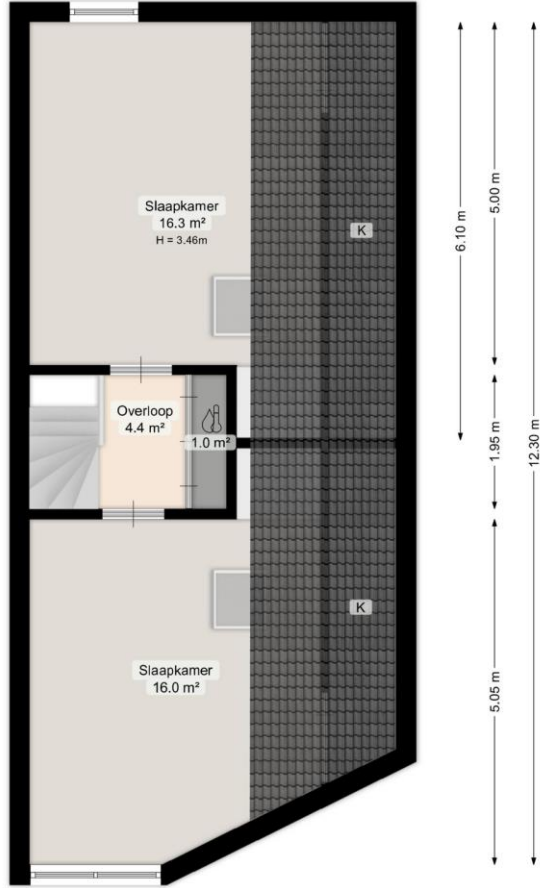 Slaapkamer
16.3 m²
H = 3.46m
K
Overloop
4.4 m²
1.0 m²
K
Slaapkamer
16.0 m²
6.10 m
5.00 m
1.95 m
12.30 m
5.05 m